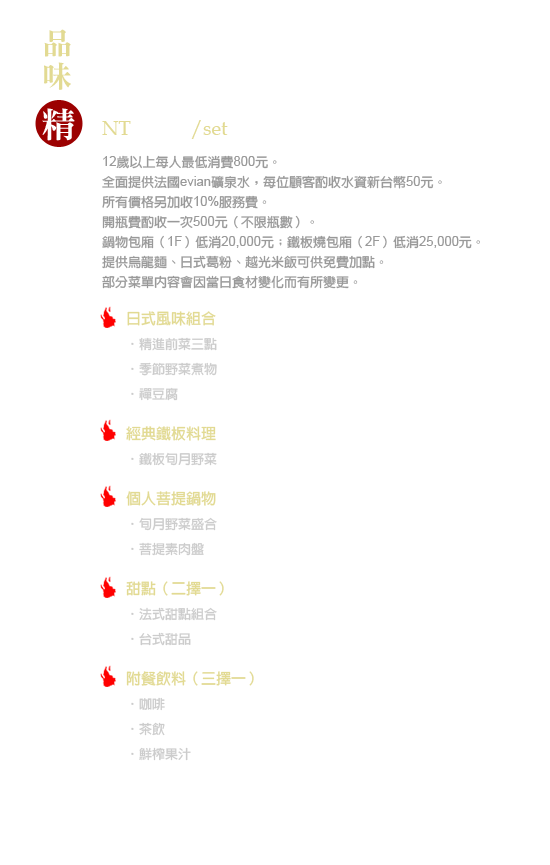 品味
精
NT /set
12歲以上每人最低消費800元。
全面提供法國evian礦泉水，每位顧客酌收水資新台幣50元。
所有價格另加收10%服務費。
開瓶費酌收一次500元（不限瓶數）。
鍋物包廂（1F）低消20,000元；鐵板燒包廂（2F）低消25,000元。
提供烏龍麵、日式葛粉、越光米飯可供免費加點。
部分菜單內容會因當日食材變化而有所變更。
日式風味組合
．精進前菜三點
．季節野菜煮物
．禪豆腐
經典鐵板料理
．鐵板旬月野菜
個人菩提鍋物
．旬月野菜盛合
．菩提素肉盤
甜點（二擇一）
．法式甜點組合
．台式甜品
附餐飲料（三擇一）
．咖啡
．茶飲
．鮮榨果汁